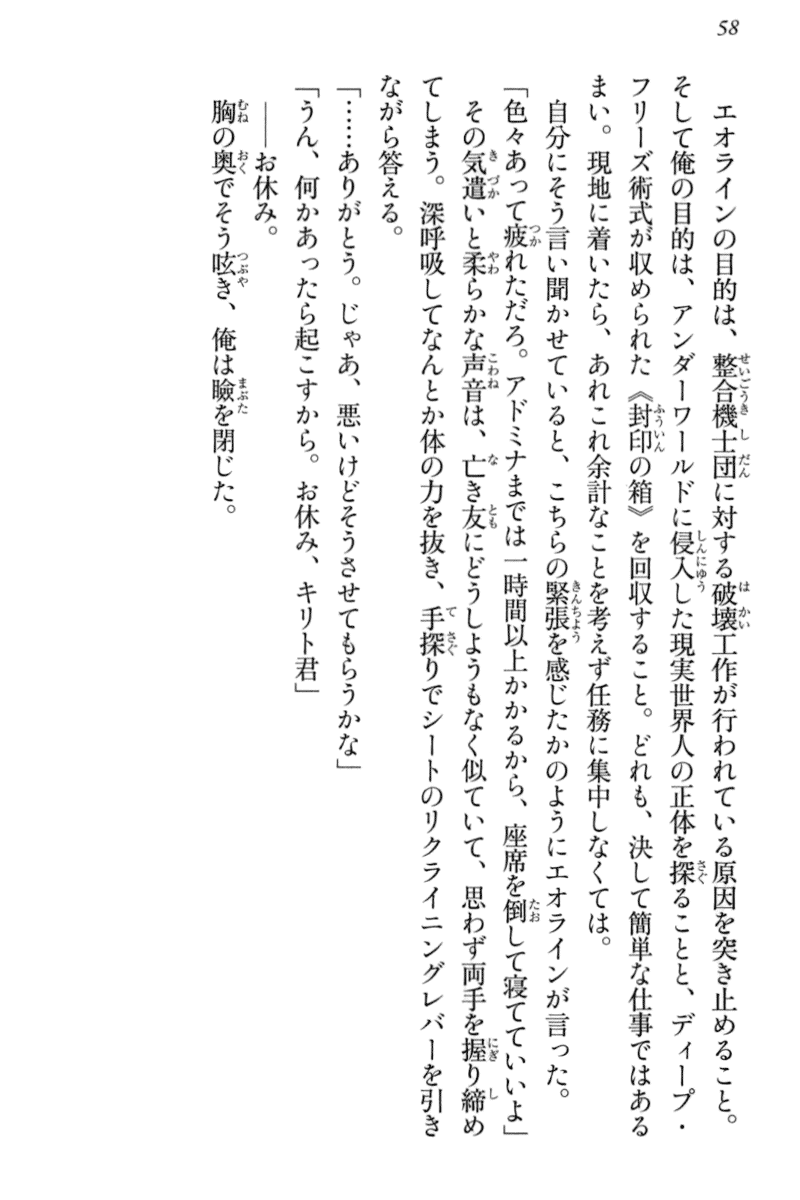 58
エオラインの目的は、整合機士団に対する破壊工作が行われている原因を突き止めること。
そして俺の目的は、アンダーワールドに侵入した現実世界人の正体を探ることと、ディープ・
フリーズ術式が収められた《封印の箱》を回収すること。どれも、決して簡単な仕事ではある
まい。現地に着いたら、あれこれ余計なことを考えず任務に集中しなくては。
自分にそう言い聞かせていると、こちらの緊張を感じたかのようにエオラインが言った。
「色々あって疲れただろ。アドミナまでは一時間以上かかるから、座席を倒して寝てていいよ」
その気遣いと柔らかな声音は、亡き友にどうしようもなく似ていて、思わず両手を握り締め
てしまう。深呼吸してなんとか体の力を抜き、手探りでシートのリクライニングレバーを引き
ながら答える。
「……ありがとう。じゃあ、悪いけどそうさせてもらうかな」
「うん、何かあったら起こすから。お休み、キリト君」
――お休み。
胸の奥でそう呟き、俺は瞼を閉じた。